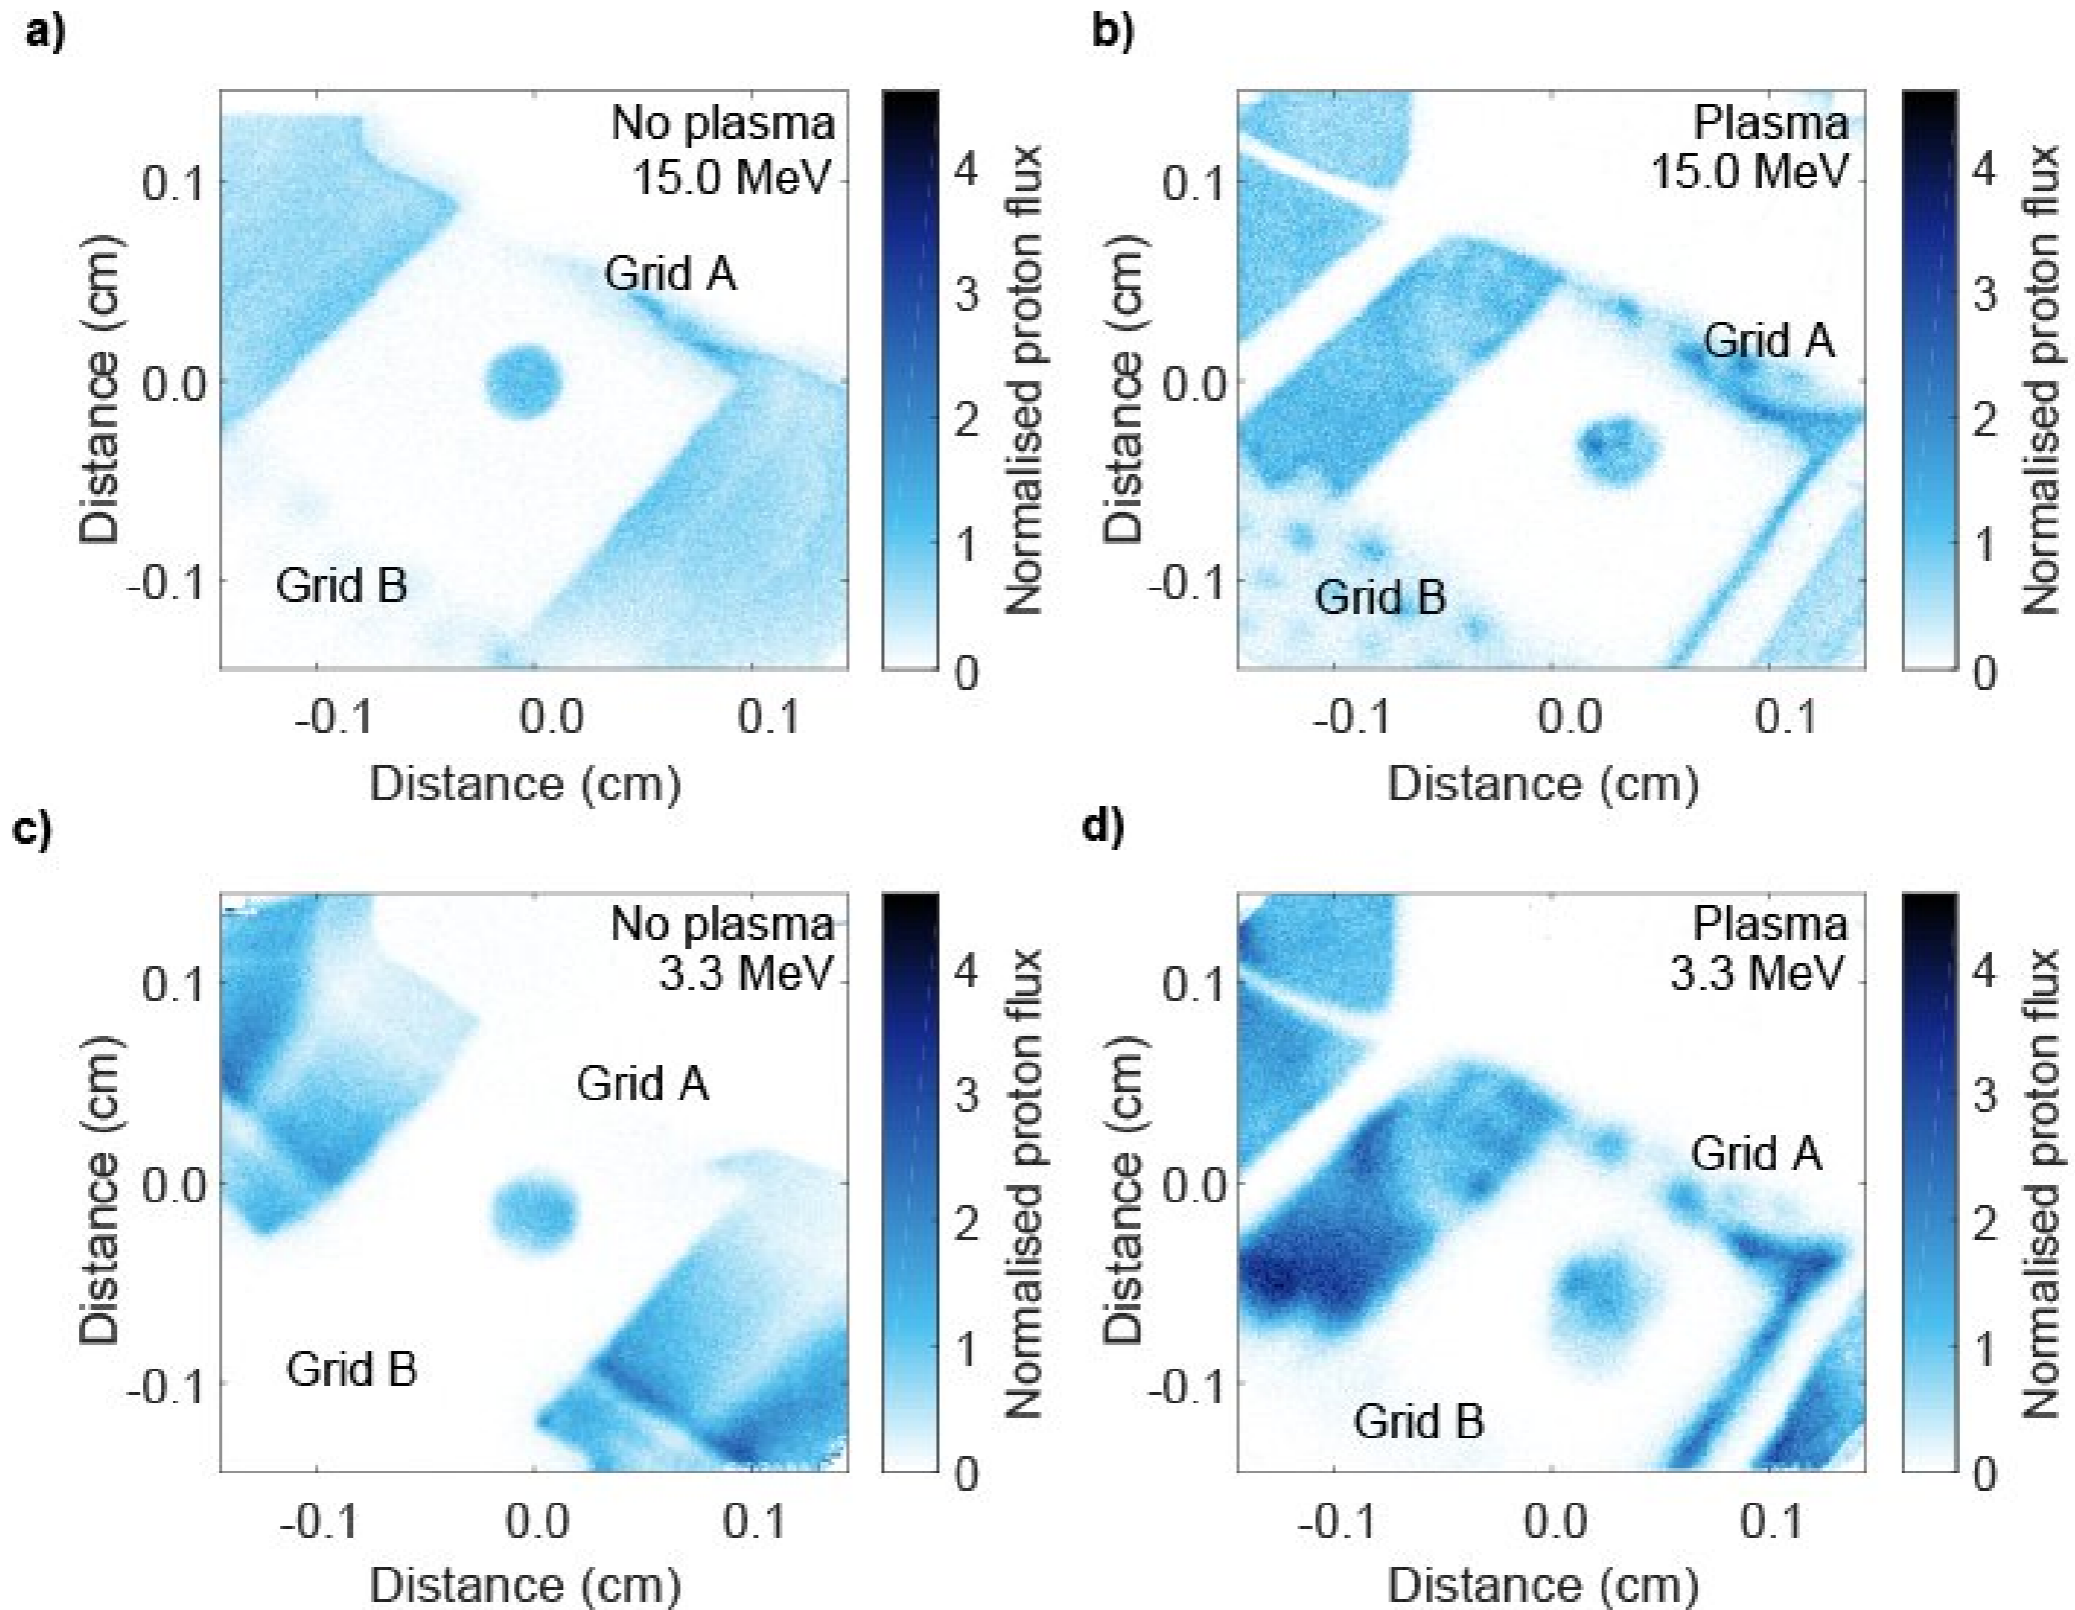 a)
No plasma
15.0 MeV
Grid A
Grid B
0.1
0.0
-0.1
Distance (cm)
-0.1 0.0 0.1
Distance (cm)
4
3
2
1
0
Normalised proton flux
b)
Plasma
15.0 MeV
Grid A
Grid B
0.1
0.0
-0.1
Distance (cm)
-0.1 0.0 0.1
Distance (cm)
4
3
2
1
0
Normalised proton flux
c)
No plasma
3.3 MeV
Grid A
Grid B
0.1
0.0
-0.1
Distance (cm)
-0.1 0.0 0.1
Distance (cm)
4
3
2
1
0
Normalised proton flux
d)
Plasma
3.3 MeV
Grid A
Grid B
0.1
0.0
-0.1
Distance (cm)
-0.1 0.0 0.1
Distance (cm)
4
3
2
1
0
Normalised proton flux